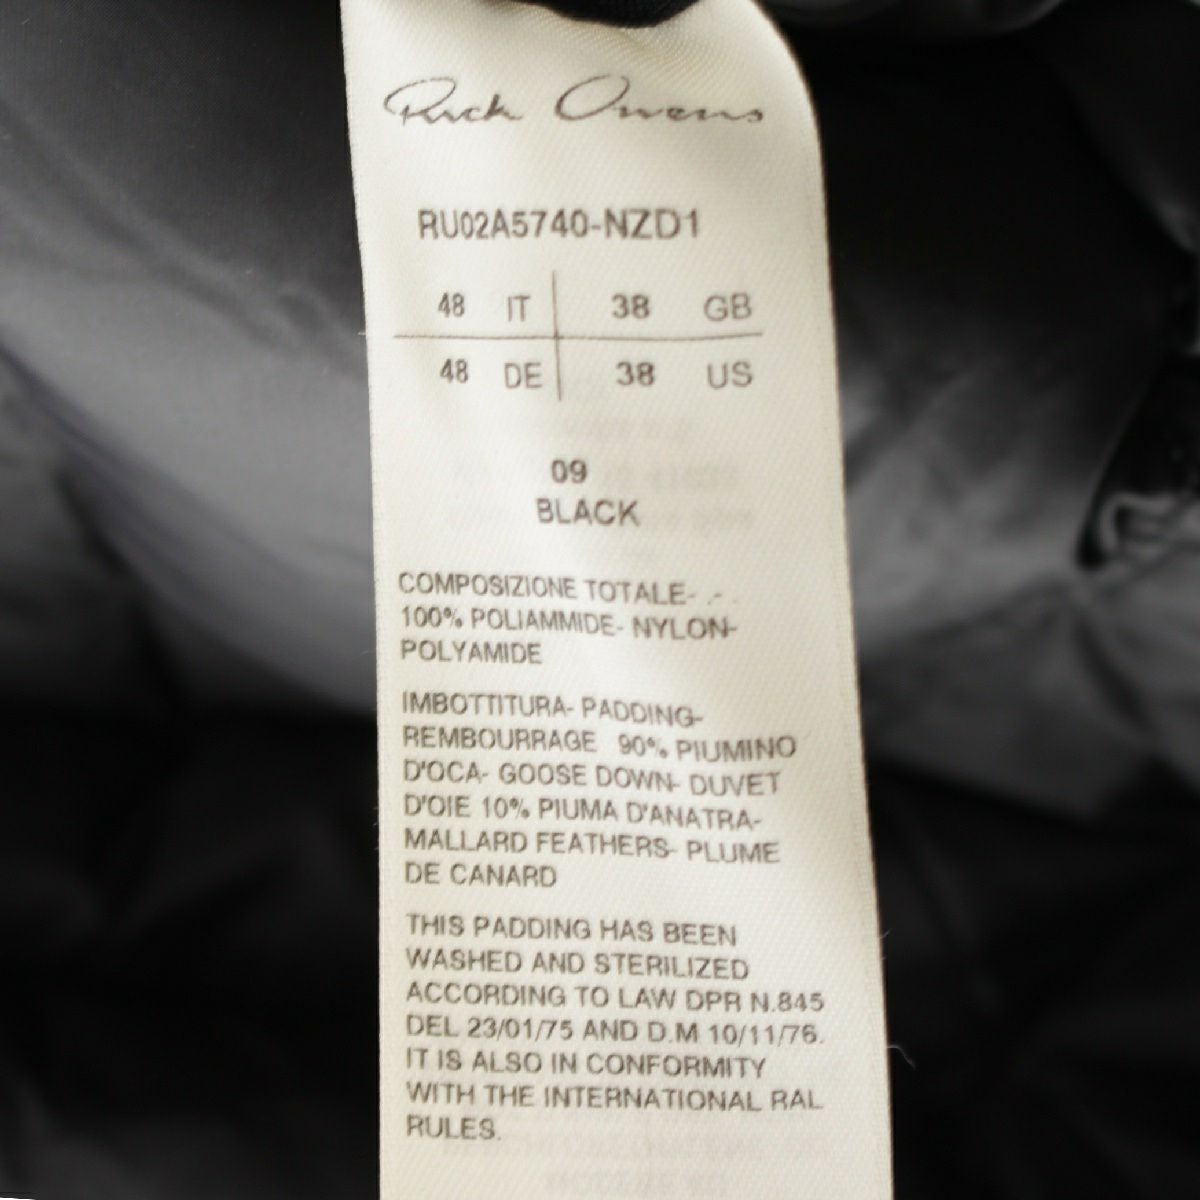 Rick Owens
RU02A5740-NZD1
48 IT 38 GB
48 DE 38 US
09
BLACK
COMPOSIZIONE TOTALE- .- .
100% POLIAMMIDE- NYLON-
POLYAMIDE
IMBOTTITURA- PADDING-
REMBOURRAGE 90% PIUMINO
D'OCA- GOOSE DOWN- DUVET
D'OIE 10% PIUMA D'ANATRA-
MALLARD FEATHERS- PLUME
DE CANARD
THIS PADDING HAS BEEN
WASHED AND STERILIZED
ACCORDING TO LAW DPR N.845
DEL 23/01/75 AND D.M 10/11/76.
IT IS ALSO IN CONFORMITY
WITH THE INTERNATIONAL RAL
RULES.